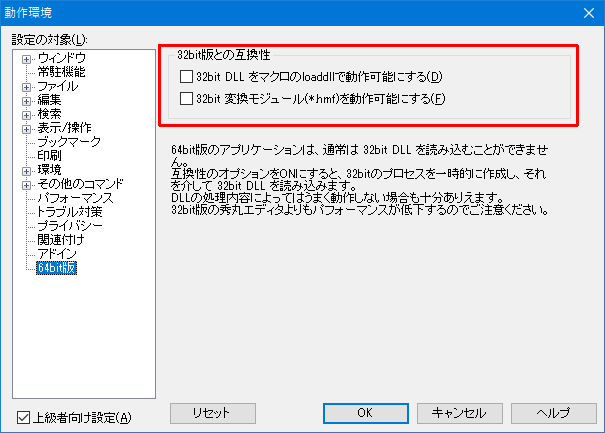 動作環境
設定の対象(L):
ウィンドウ
常駐機能
ファイル
編集
検索
表示/操作
ブックマーク
印刷
環境
その他のコマンド
パフォーマンス
トラブル対策
プライバシー
関連付け
アドイン
64bit版
32bit版との互換性
32bit DLL をマクロのloaddllで動作可能にする(D)
32bit 変換モジュール(*.hmf)を動作可能にする(F)
64bit版のアプリケーションは、通常は 32bit DLL を読み込むことができませ
ん。
互換性のオプションをONにすると、32bitのプロセスを一時的に作成し、それ
を介して 32bit DLL を読み込みます。
DLLの処理内容によってはうまく動作しない場合も十分ありえます。
32bit版の秀丸エディタよりもパフォーマンスが低下するのでご注意ください。
上級者向け設定(A)
リセット
OK
キャンセル
ヘルプ